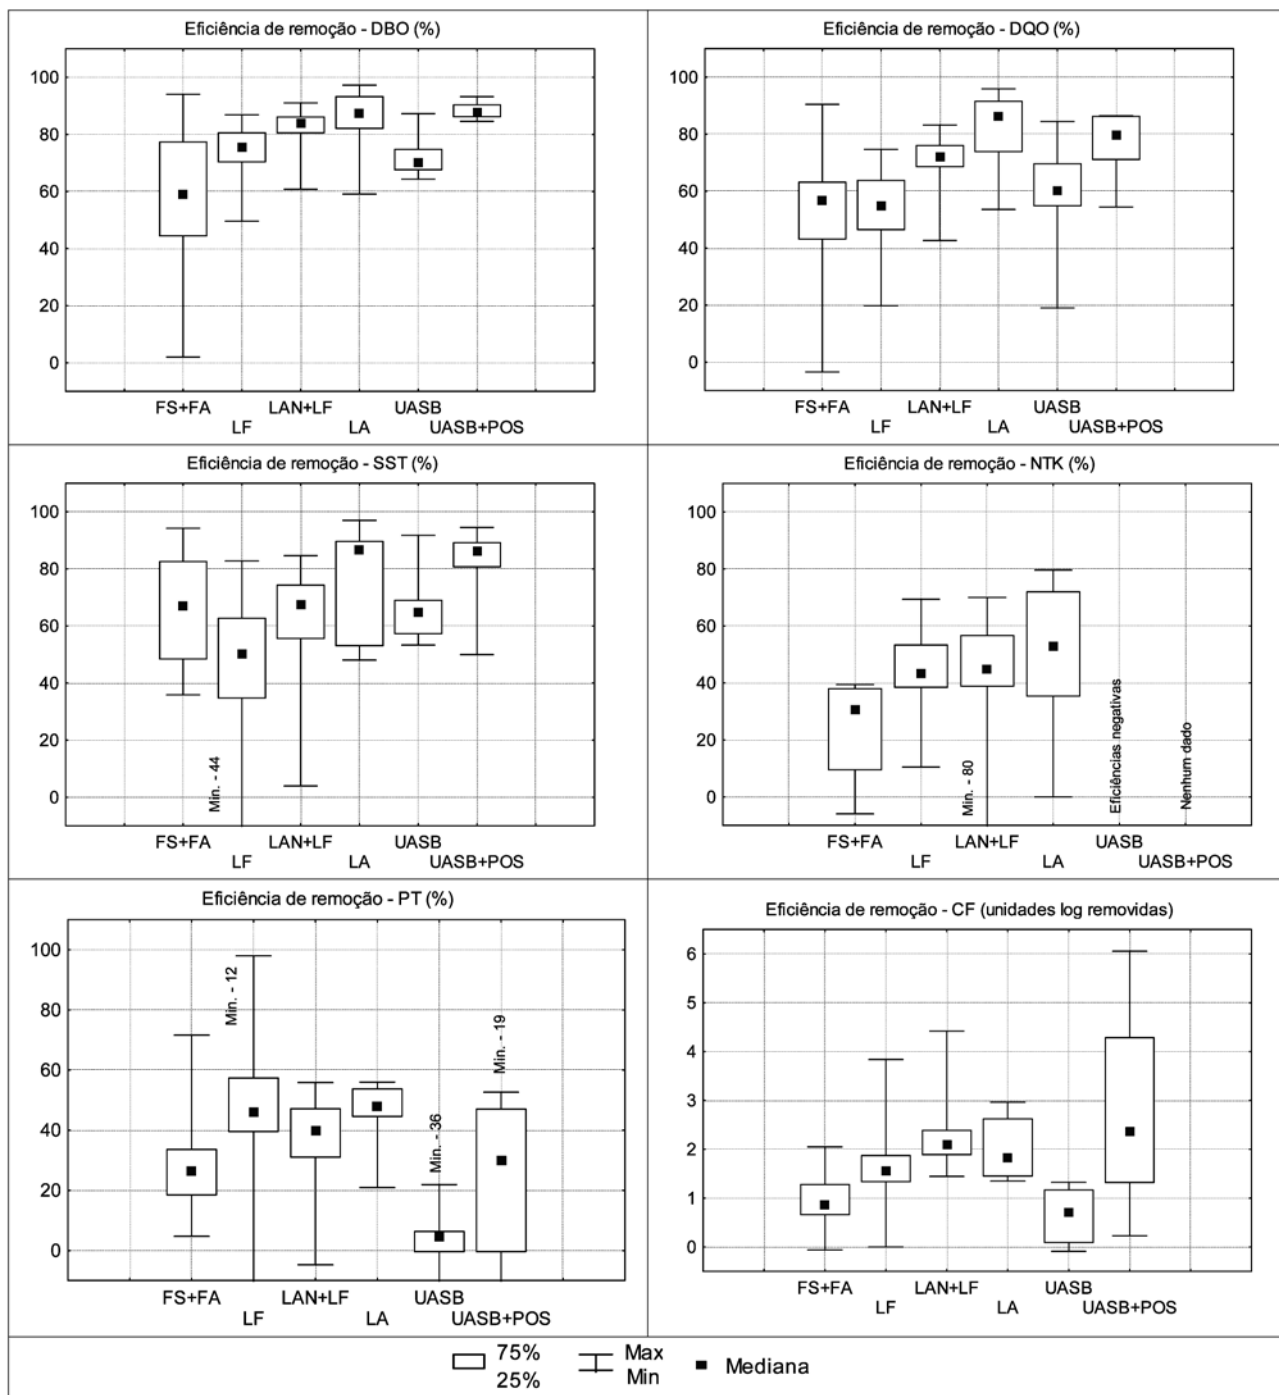 Eficiência de remoção - DBO (%)
100
80
60
40
20
0
FS+FA
LF
LAN+LF
LA
UASB
UASB+POS
Eficiência de remoção - DQO (%)
100
80
60
40
20
0
FS+FA
LF
LAN+LF
LA
UASB
UASB+POS
Eficiência de remoção - SST (%)
100
80
60
40
20
0
Min. - 44
FS+FA
LF
LAN+LF
LA
UASB
UASB+POS
Eficiência de remoção - NTK (%)
100
80
60
40
20
0
Min. - 80
Eficiências negativas
Nenhum dado
FS+FA
LF
LAN+LF
LA
UASB
UASB+POS
Eficiência de remoção - PT (%)
100
80
60
40
20
0
Min. - 12
Min. - 36
Min. - 19
FS+FA
LF
LAN+LF
LA
UASB
UASB+POS
Eficiência de remoção - CF (unidades log removidas)
6
5
4
3
2
1
0
FS+FA
LF
LAN+LF
LA
UASB
UASB+POS
75%
25%
Max
Min
Mediana